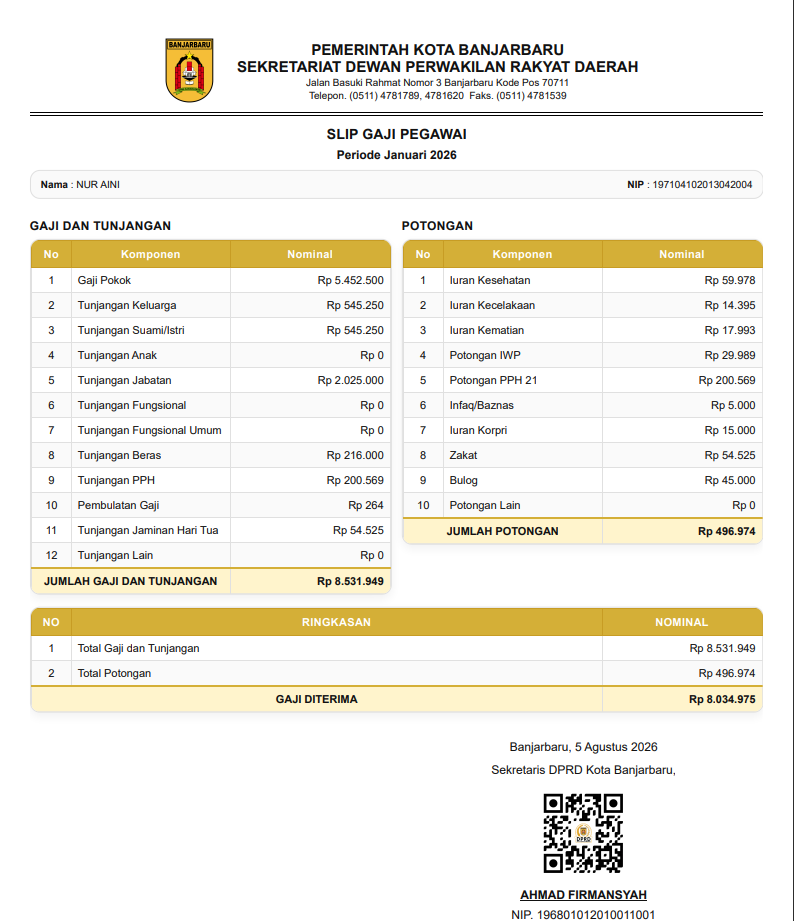 BANJARBARU
PEMERINTAH KOTA BANJARBARU
SEKRETARIAT DEWAN PERWAKILAN RAKYAT DAERAH
Jalan Basuki Rahmat Nomor 3 Banjarbaru Kode Pos 70711
Telepon. (0511) 4781789, 4781620 Faks. (0511) 4781539
SLIP GAJI PEGAWAI
Periode Januari 2026
Nama : NUR AINI NIP : 197104102013042004
GAJI DAN TUNJANGAN
No Komponen Nominal
1 Gaji Pokok Rp 5.452.500
2 Tunjangan Keluarga Rp 545.250
3 Tunjangan Suami/Istri Rp 545.250
4 Tunjangan Anak Rp 0
5 Tunjangan Jabatan Rp 2.025.000
6 Tunjangan Fungsional Rp 0
7 Tunjangan Fungsional Umum Rp 0
8 Tunjangan Beras Rp 216.000
9 Tunjangan PPH Rp 200.569
10 Pembulatan Gaji Rp 264
11 Tunjangan Jaminan Hari Tua Rp 54.525
12 Tunjangan Lain Rp 0
JUMLAH GAJI DAN TUNJANGAN Rp 8.531.949
POTONGAN
No Komponen Nominal
1 Iuran Kesehatan Rp 59.978
2 Iuran Kecelakaan Rp 14.395
3 Iuran Kematian Rp 17.993
4 Potongan IWP Rp 29.989
5 Potongan PPH 21 Rp 200.569
6 Infaq/Baznas Rp 5.000
7 Iuran Korpri Rp 15.000
8 Zakat Rp 54.525
9 Bulog Rp 45.000
10 Potongan Lain Rp 0
JUMLAH POTONGAN Rp 496.974
NO RINGKASAN NOMINAL
1 Total Gaji dan Tunjangan Rp 8.531.949
2 Total Potongan Rp 496.974
GAJI DITERIMA Rp 8.034.975
Banjarbaru, 5 Agustus 2026
Sekretaris DPRD Kota Banjarbaru,
DPRD
AHMAD FIRMANSYAH
NIP. 196801012010011001